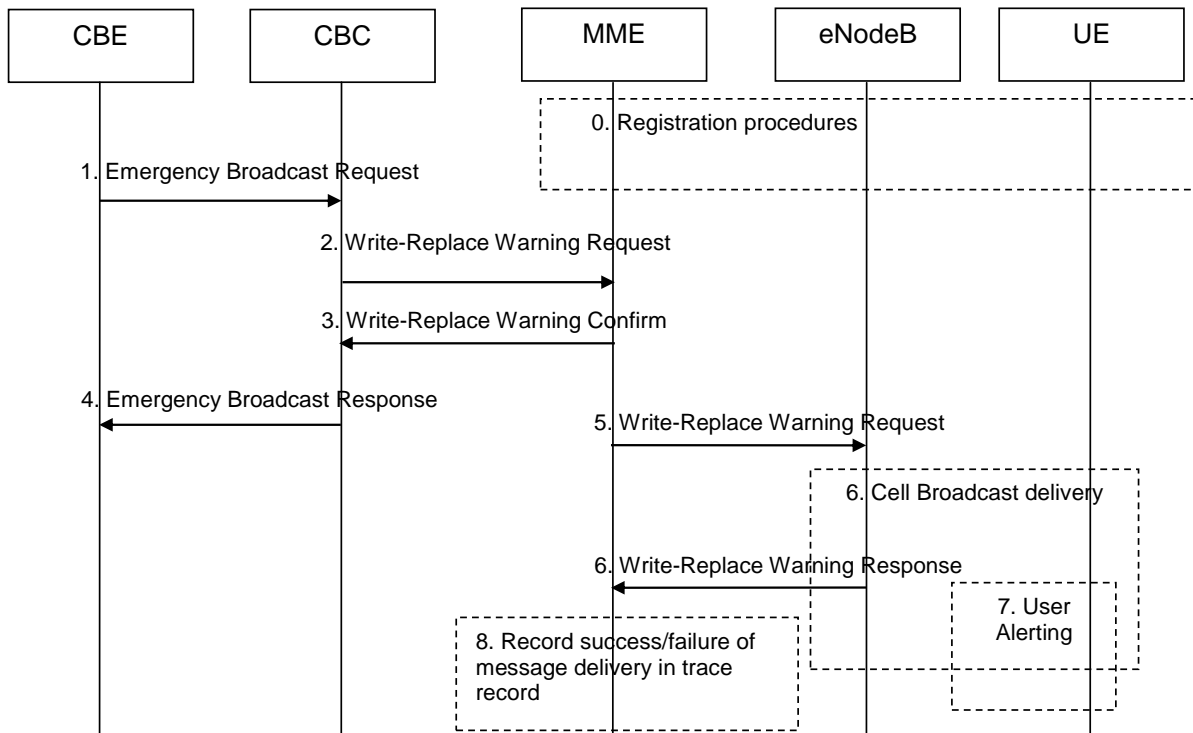 CBE
CBC
MME
eNodeB
UE
0. Registration procedures
1. Emergency Broadcast Request
2. Write-Replace Warning Request
3. Write-Replace Warning Confirm
4. Emergency Broadcast Response
5. Write-Replace Warning Request
6. Cell Broadcast delivery
6. Write-Replace Warning Response
7. User
Alerting
8. Record success/failure of
message delivery in trace
record